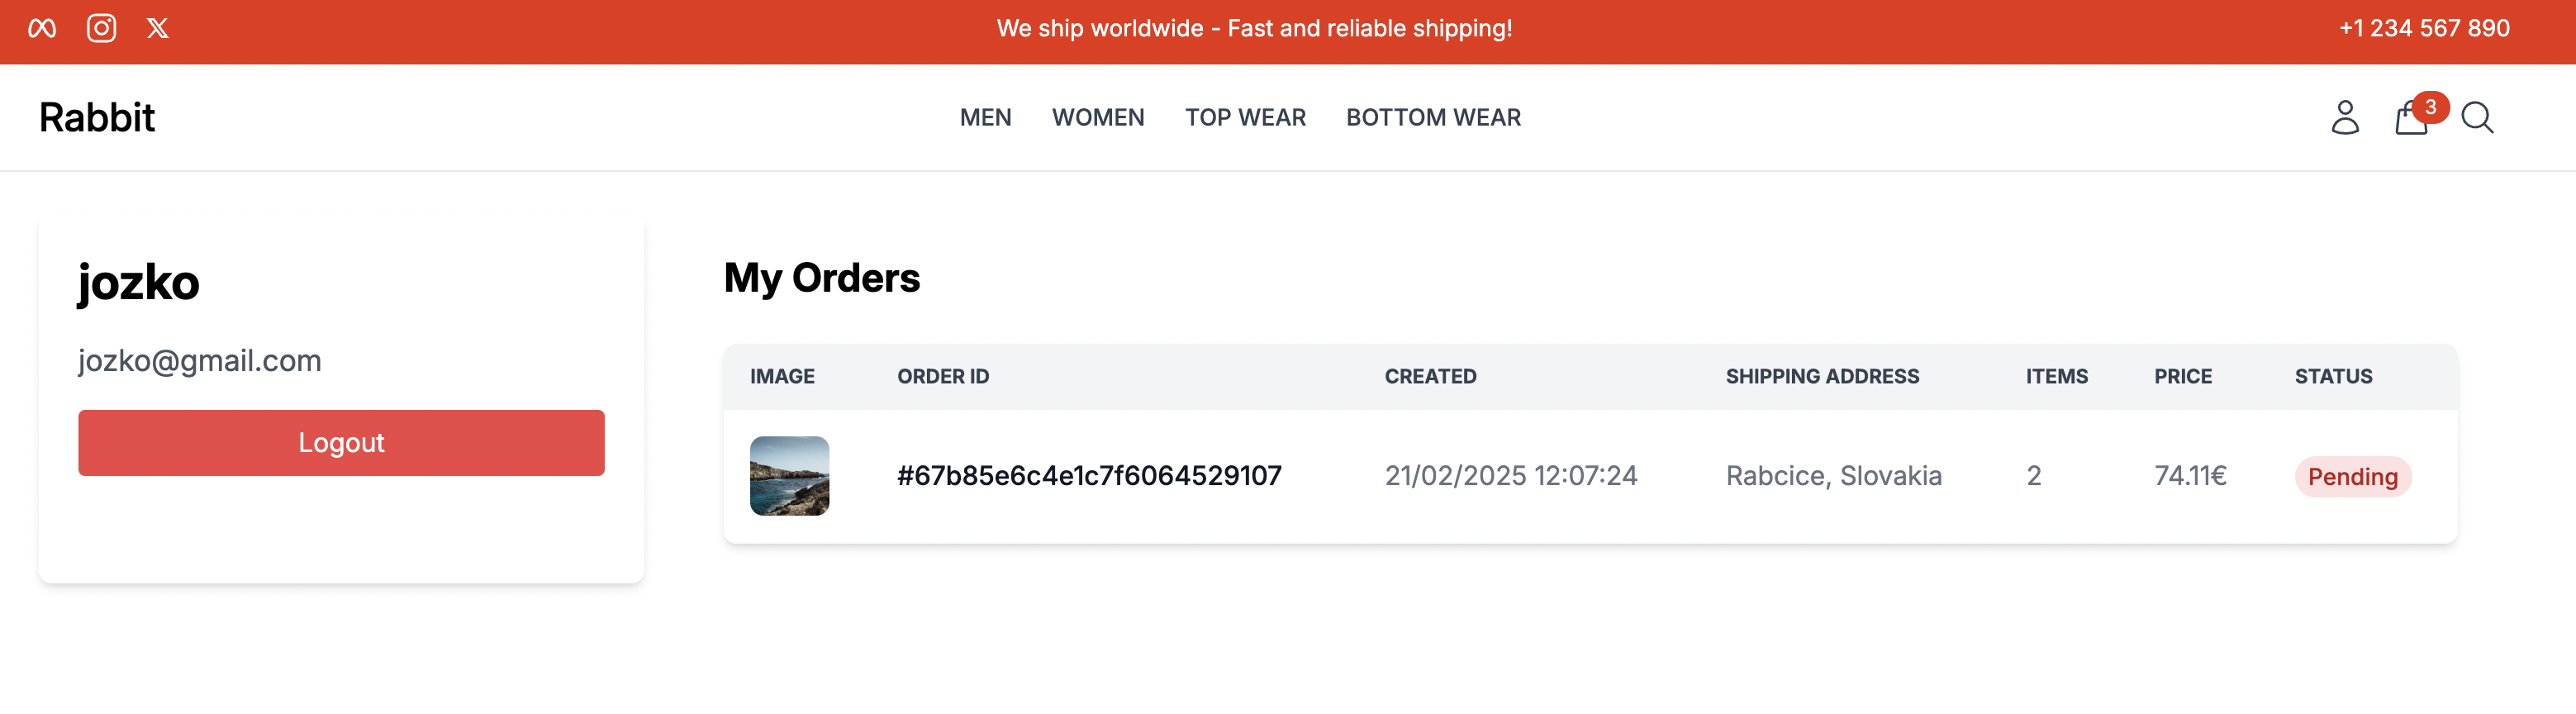 We ship worldwide - Fast and reliable shipping!
+1 234 567 890
Rabbit
MEN WOMEN TOP WEAR BOTTOM WEAR
3
jozko
jozko@gmail.com
Logout
My Orders
IMAGE ORDER ID CREATED SHIPPING ADDRESS ITEMS PRICE STATUS
#67b85e6c4e1c7f6064529107 21/02/2025 12:07:24 Rabcice, Slovakia 2 74.11€ Pending